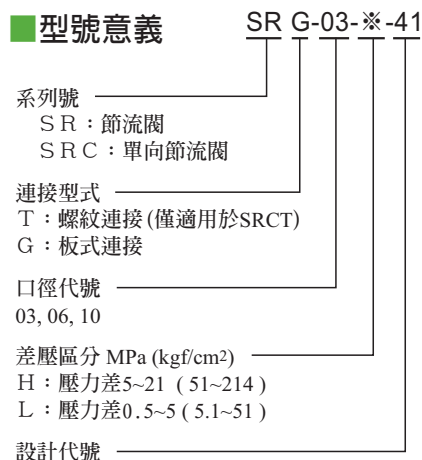 ■型號意義
SR G-03-※-41
系列號
ＳＲ：節流閥
ＳＲＣ：單向節流閥
連接型式
Ｔ：螺紋連接(僅適用於SRCT)
Ｇ：板式連接
口徑代號
03, 06, 10
差壓區分 MPa (kgf/cm2)
Ｈ：壓力差5~21 ( 51~214 )
Ｌ：壓力差0.5~5 ( 5.1~51 )
設計代號